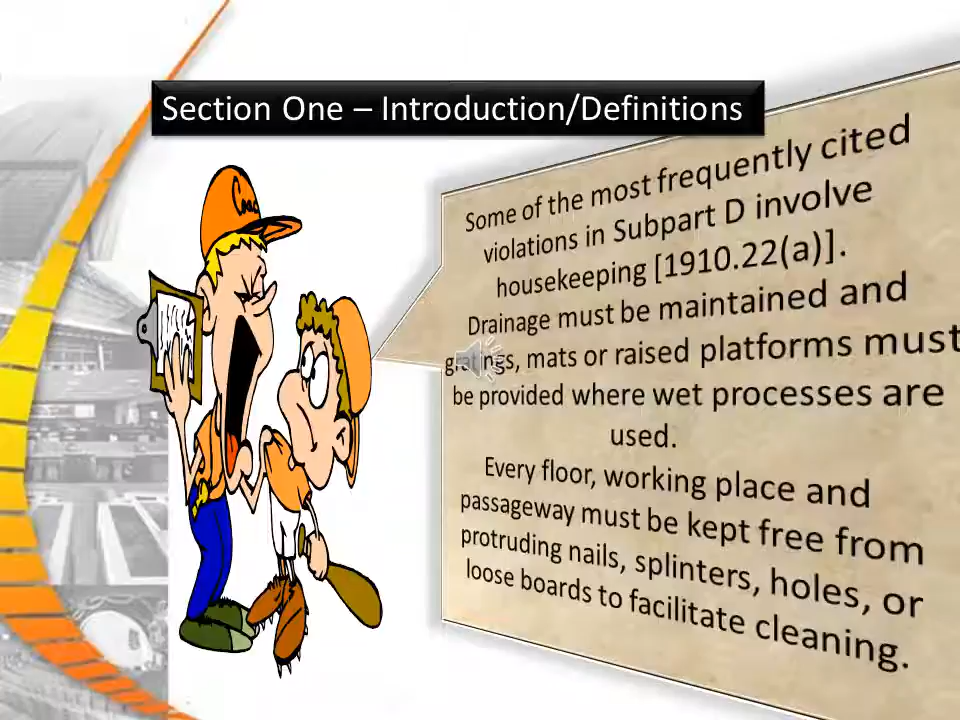 Section One – Introduction/Definitions
Some of the most frequently cited
violations in Subpart D involve
housekeeping [1910.22(a)].
Drainage must be maintained and
gratings, mats or raised platforms must
be provided where wet processes are
used.
Every floor, working place and
passageway must be kept free from
protruding nails, splinters, holes, or
loose boards to facilitate cleaning.